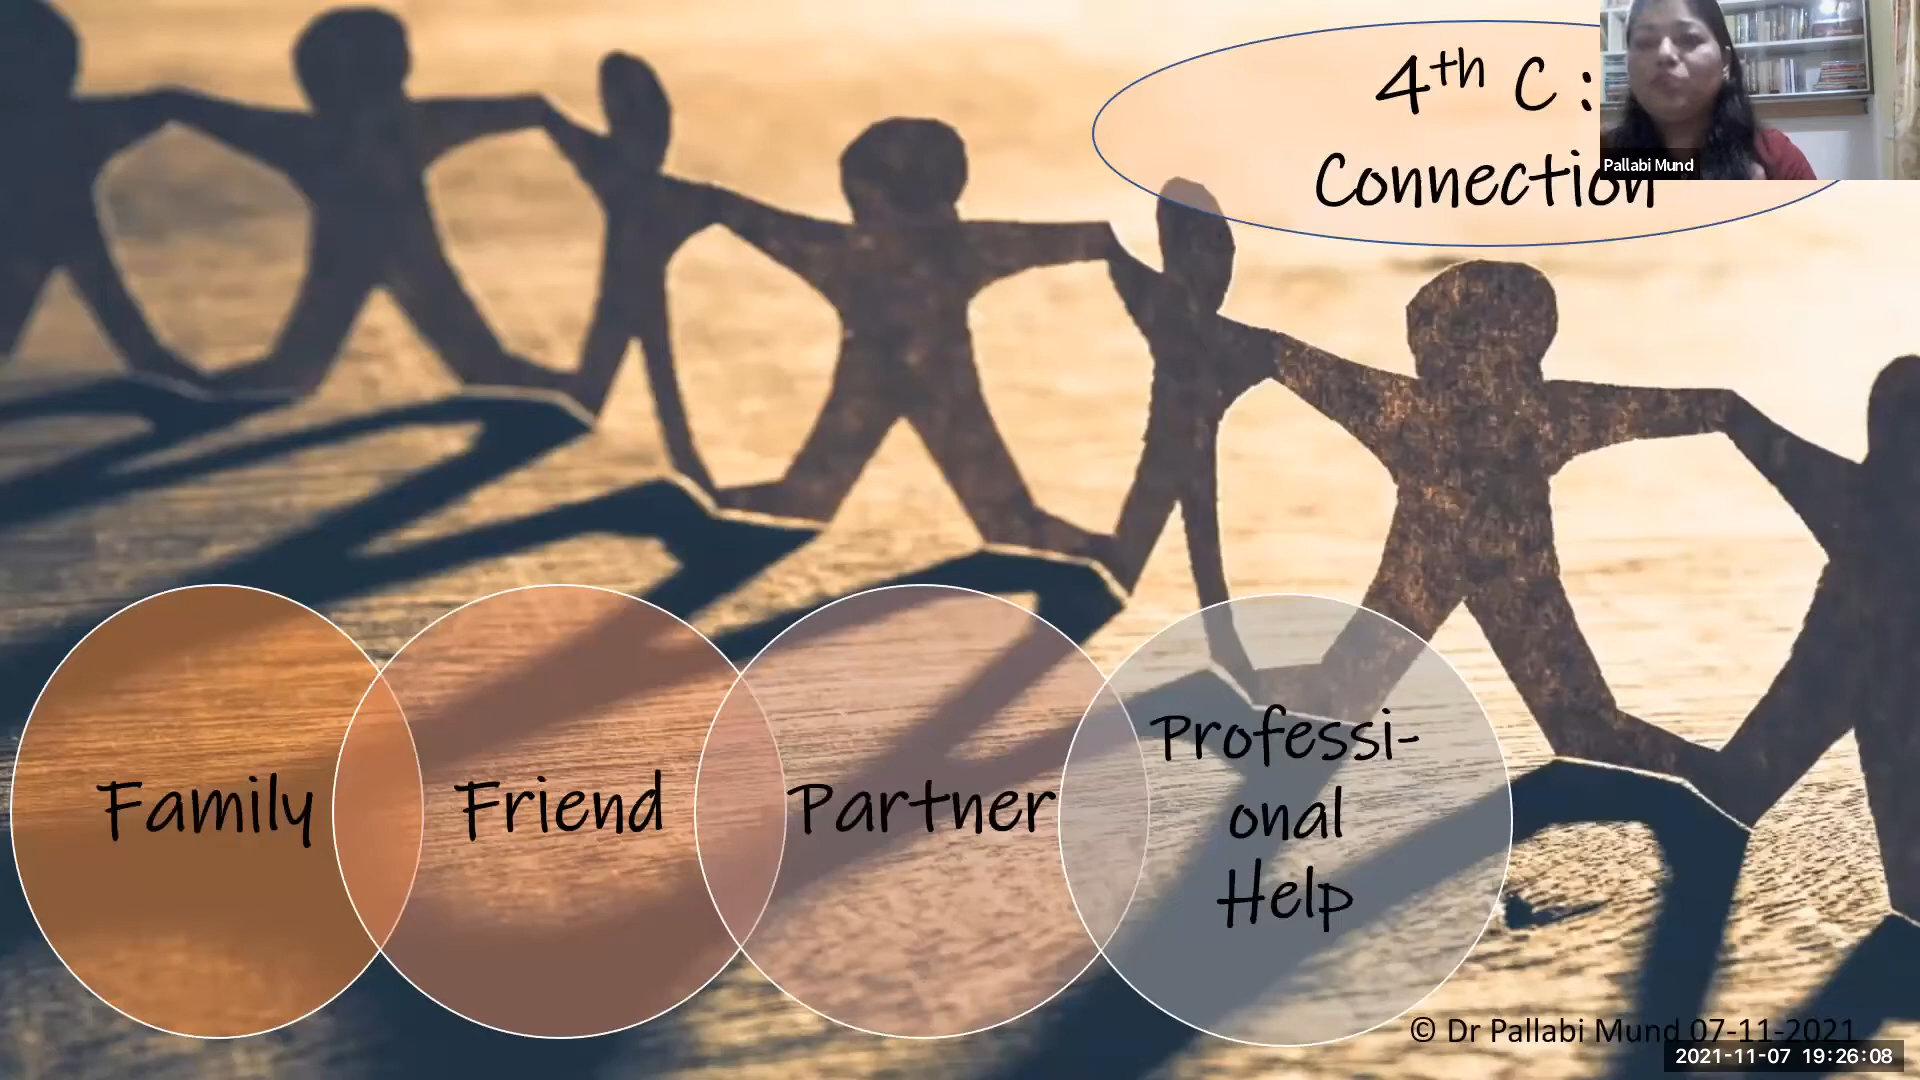 4th C :
Connection
Pallabi Mund
Family
Friend
Partner
Professi-
onal
Help
© Dr Pallabi Mund 07-11-2021
2021-11-07 19:26:08